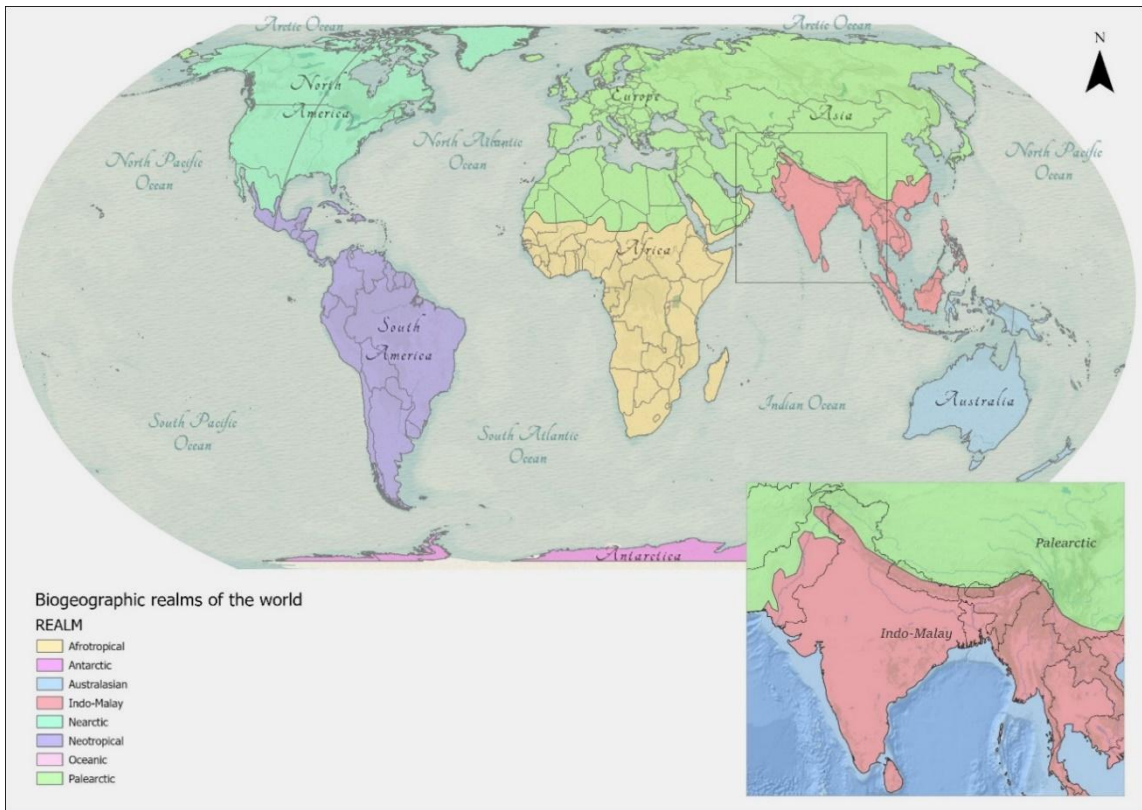 Arctic Ocean
Arctic Ocean
N
North
America
Europe
Asia
North Pacific
Ocean
North Atlantic
Ocean
North Pacific
Ocean
Africa
South
America
Indian Ocean
Australia
South Pacific
Ocean
South Atlantic
Ocean
Antarctica
Palearctic
Indo-Malay
Biogeographic realms of the world
REALM
Afrotropical
Antarctic
Australasian
Indo-Malay
Nearctic
Neotropical
Oceanic
Palearctic